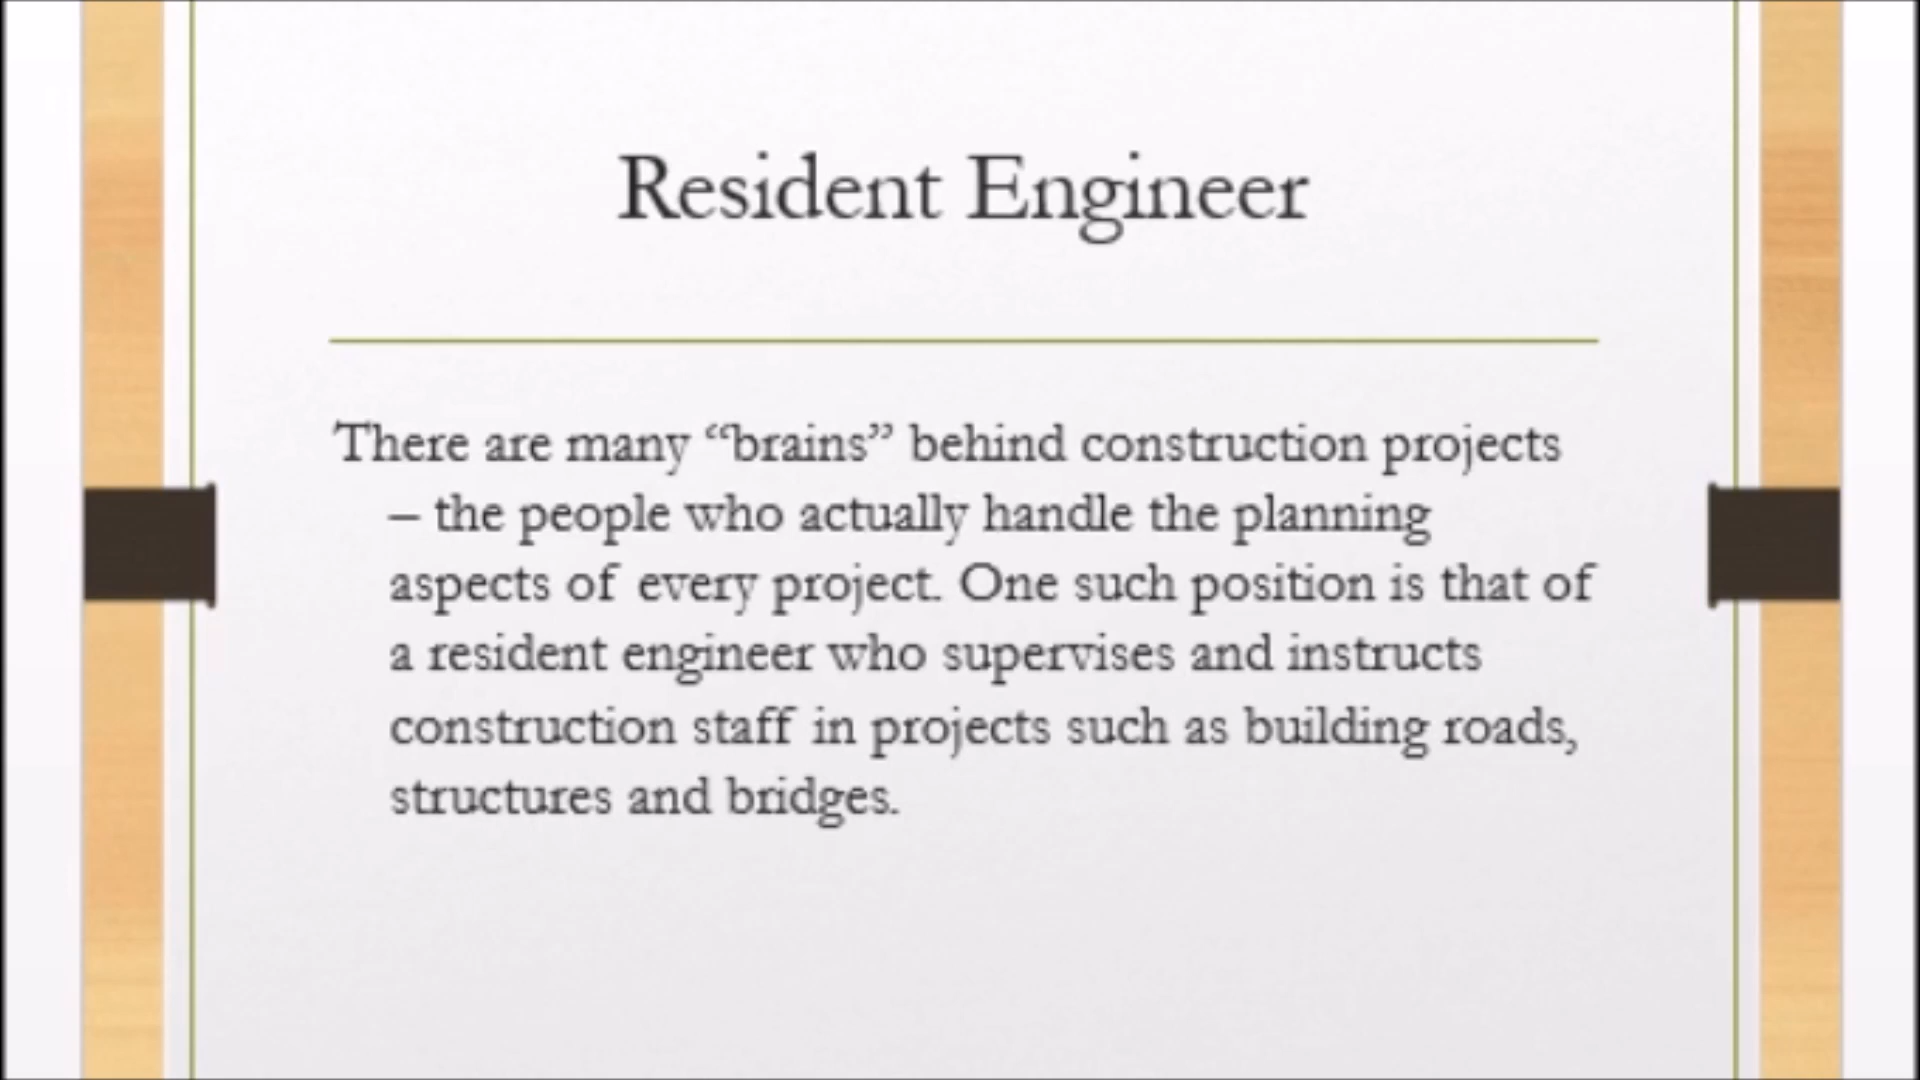 Resident Engineer
There are many “brains” behind construction projects
– the people who actually handle the planning
aspects of every project. One such position is that of
a resident engineer who supervises and instructs
construction staff in projects such as building roads,
structures and bridges.